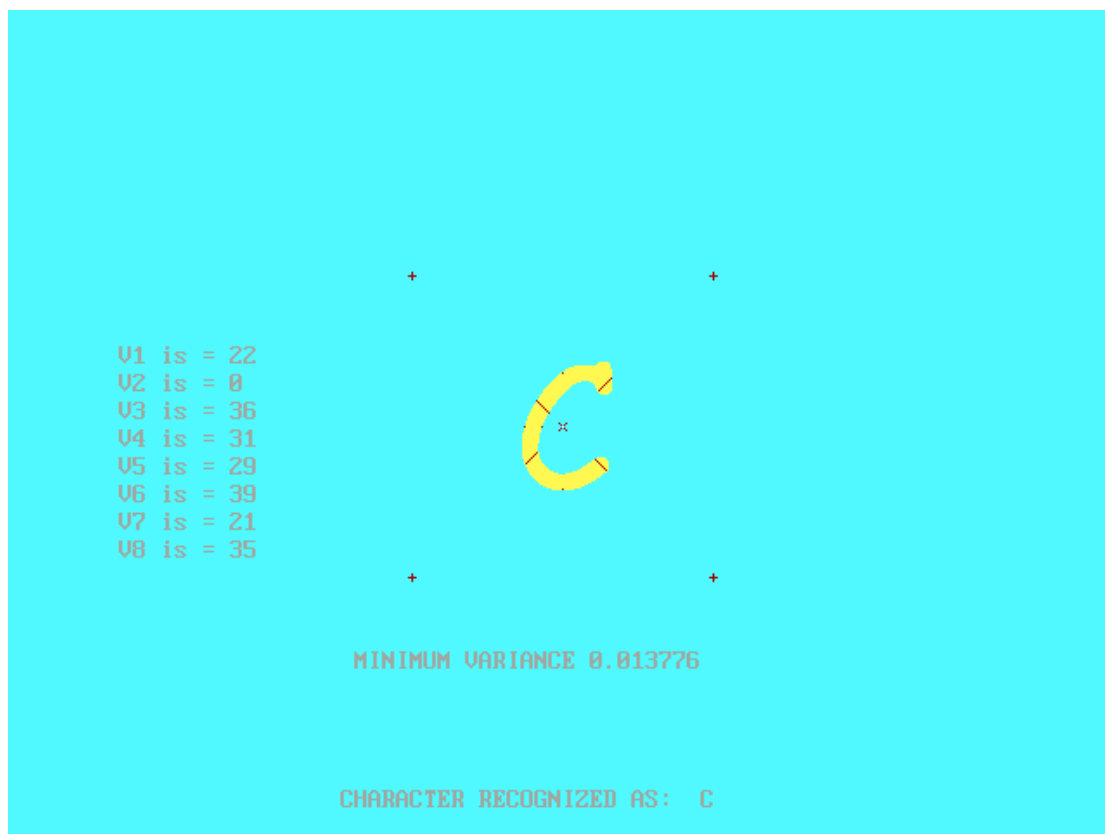 V1 is = 22
V2 is = 0
V3 is = 36
V4 is = 31
V5 is = 29
V6 is = 39
V7 is = 21
V8 is = 35
C
MINIMUM VARIANCE 0.013776
CHARACTER RECOGNIZED AS: C